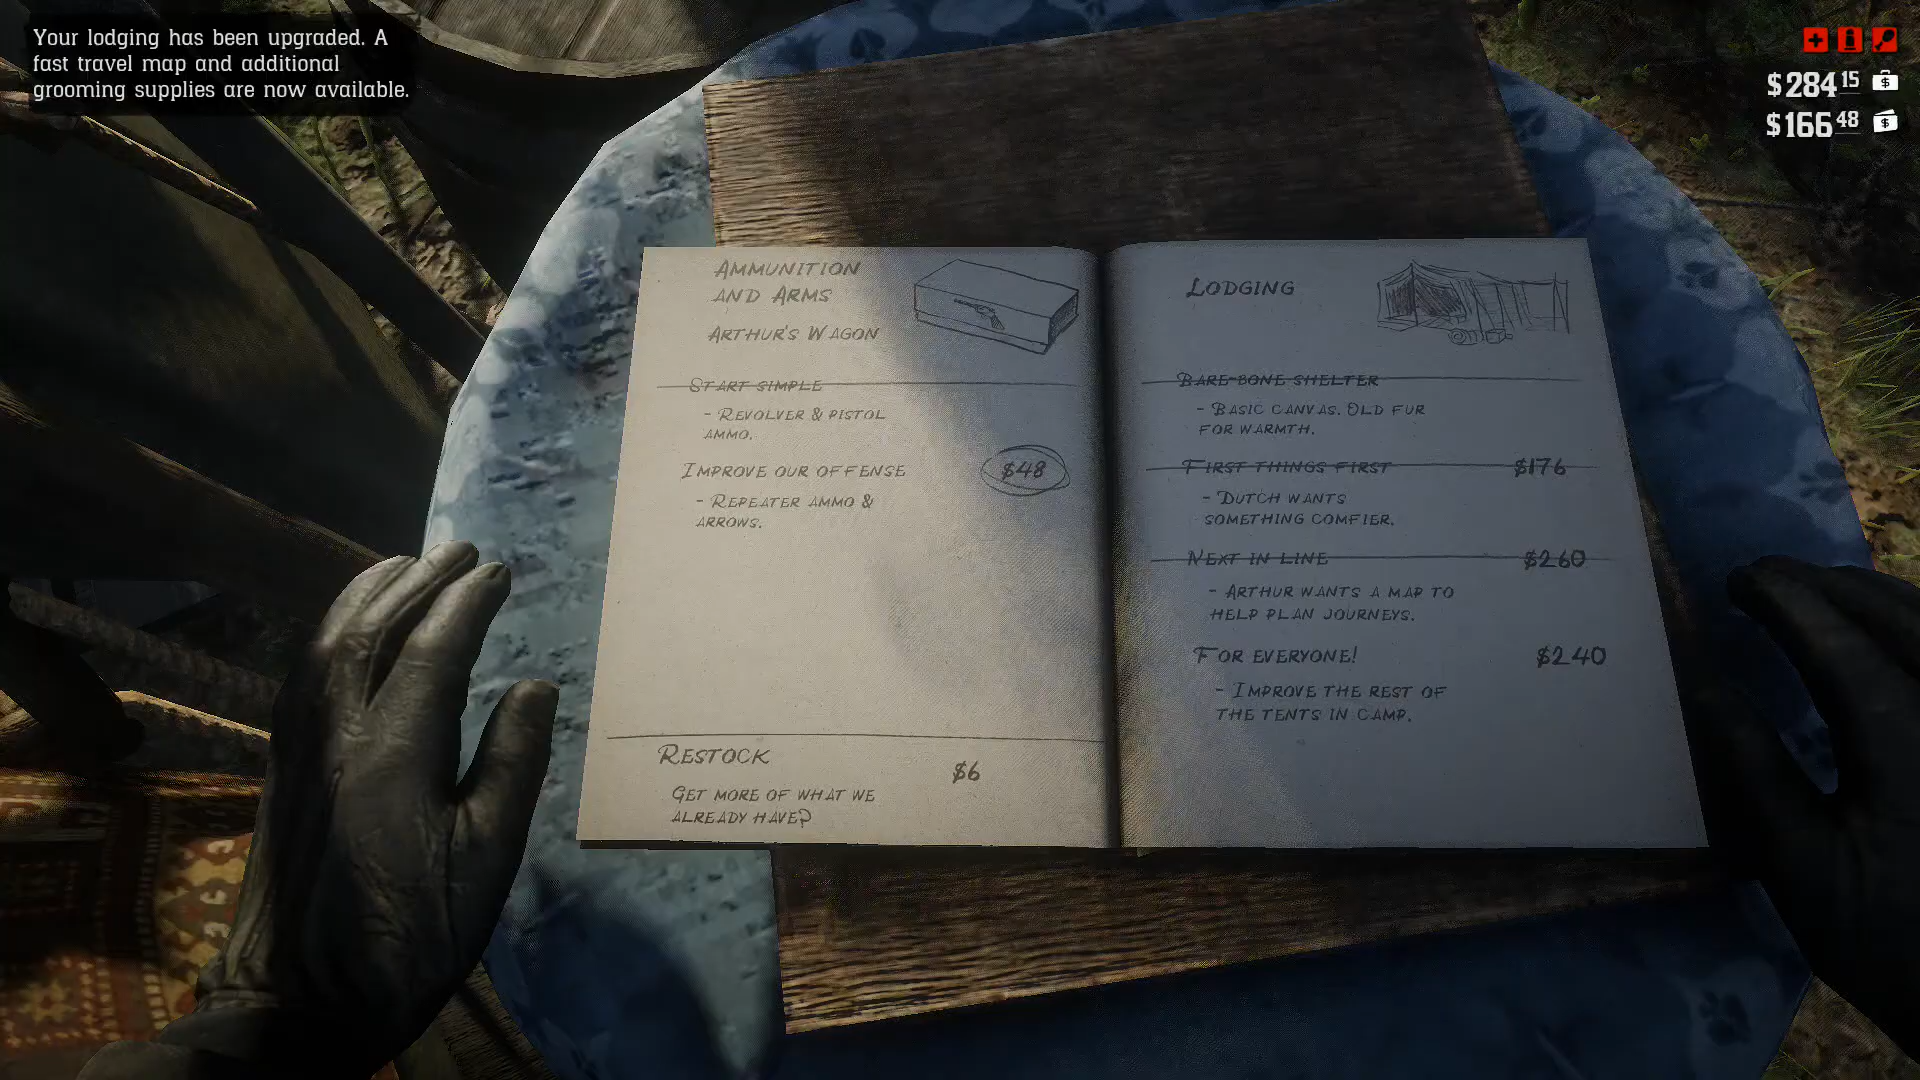 Your lodging has been upgraded. A
fast travel map and additional
grooming supplies are now available.
$284 15
$166 48
AMMUNITION
AND ARMS
ARTHUR'S WAGON
START SIMPLE
- REVOLVER & PISTOL
AMMO.
IMPROVE OUR OFFENSE $48
- REPEATER AMMO &
ARROWS.
RESTOCK $6
GET MORE OF WHAT WE
ALREADY HAVE?
LODGING
BARE-BONE SHELTER
- BASIC CANVAS. OLD FUR
FOR WARMTH.
FIRST THINGS FIRST $176
- DUTCH WANTS
SOMETHING COMFIER.
NEXT IN LINE $260
- ARTHUR WANTS A MAP TO
HELP PLAN JOURNEYS.
FOR EVERYONE! $240
- IMPROVE THE REST OF
THE TENTS IN CAMP.